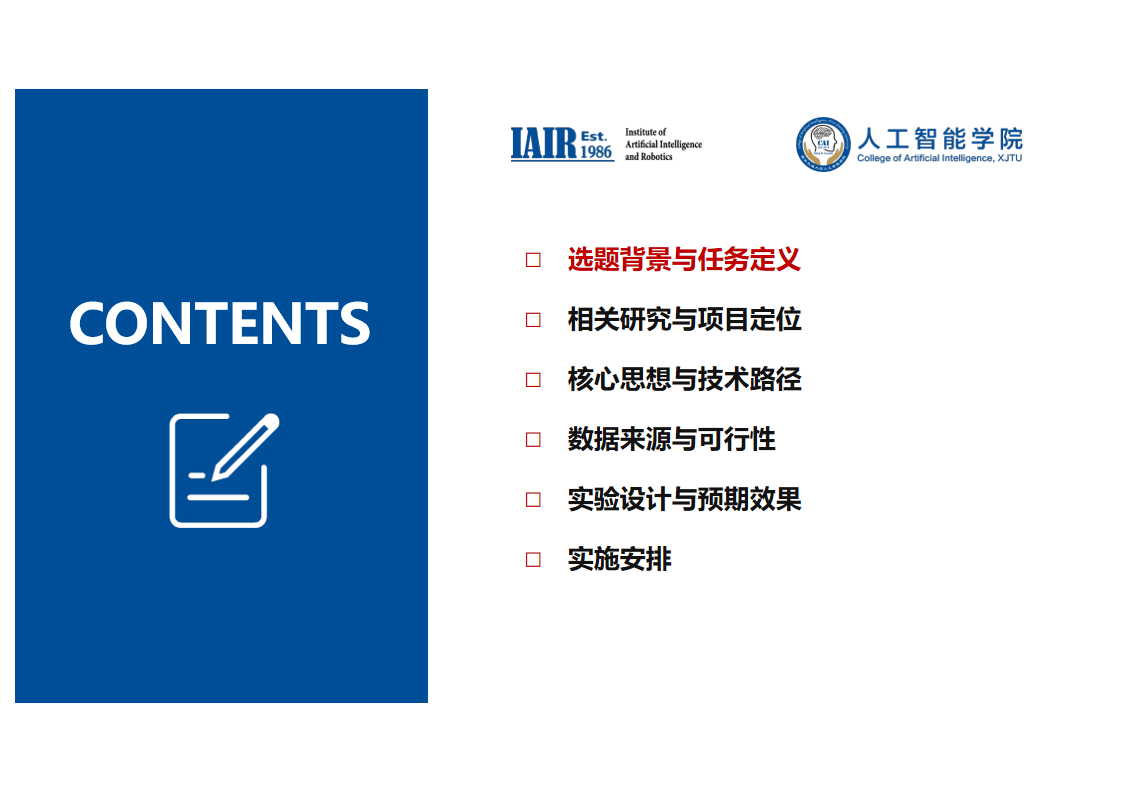 CONTENTS
IAIR Est. 1986
Institute of
Artificial Intelligence
and Robotics
CAI
人工智能学院
College of Artificial Intelligence, XJTU
□ 选题背景与任务定义
□ 相关研究与项目定位
□ 核心思想与技术路径
□ 数据来源与可行性
□ 实验设计与预期效果
□ 实施安排